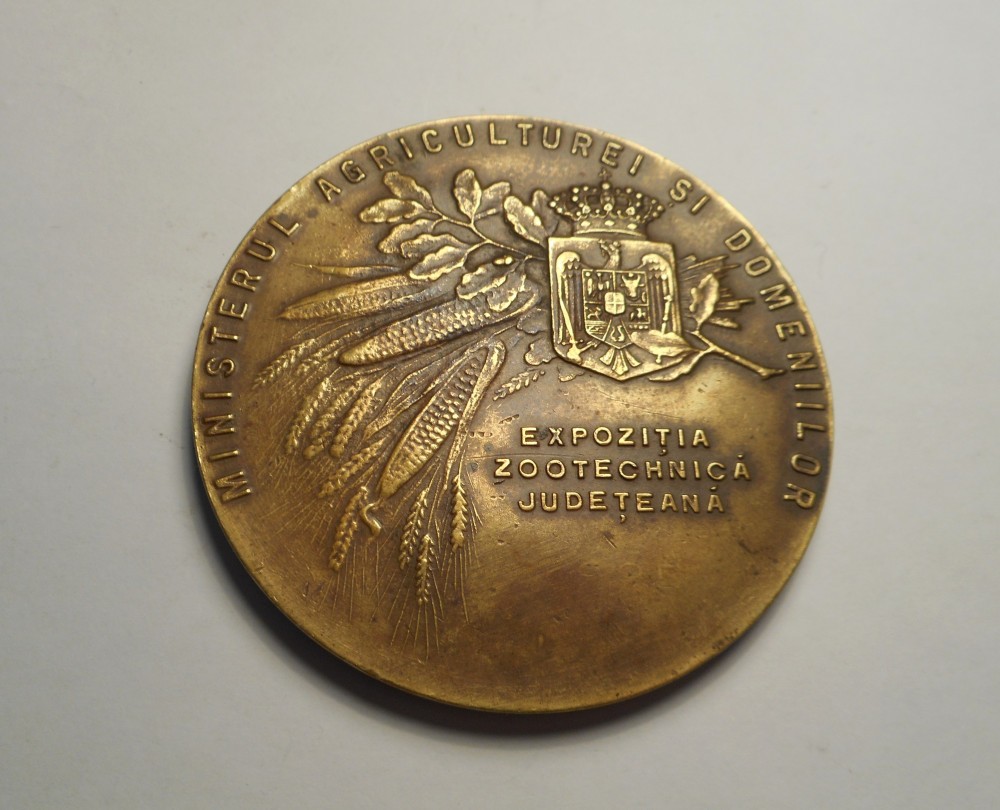 MINISTERUL AGRICULTUREI ȘI DOMENIILOR
EXPOZIȚIA
ZOOTECHNICĂ
JUDEȚEANĂ